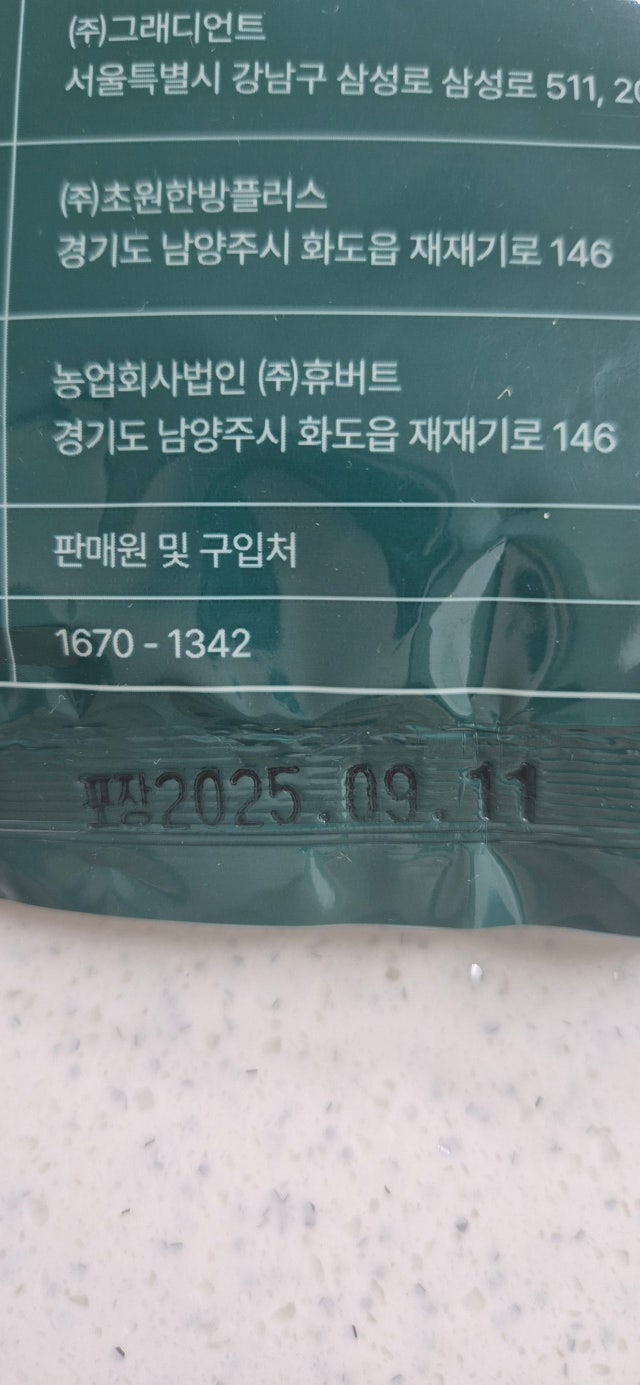 (주)그래디언트
서울특별시 강남구 삼성로 삼성로 511, 20
(주)초원한방플러스
경기도 남양주시 화도읍 재재기로 146
농업회사법인 (주)휴버트
경기도 남양주시 화도읍 재재기로 146
판매원 및 구입처
1670 - 1342
포장2025.09.11